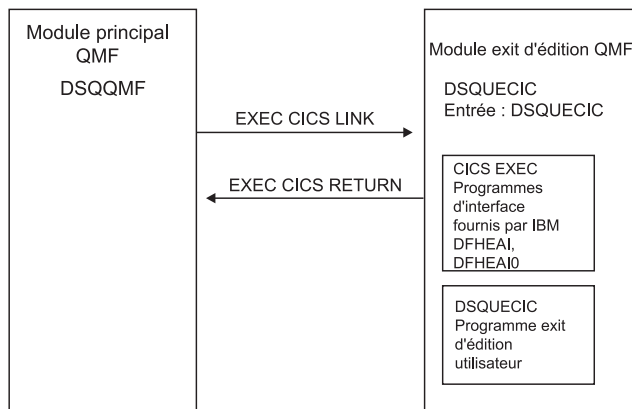 Module principal
QMF
DSQQMF
EXEC CICS LINK
EXEC CICS RETURN
Module exit d'édition QMF
DSQUECIC
Entrée : DSQUECIC
CICS EXEC
Programmes
d'interface
fournis par IBM
DFHEAI,
DFHEAI0
DSQUECIC
Programme exit
d'édition
utilisateur